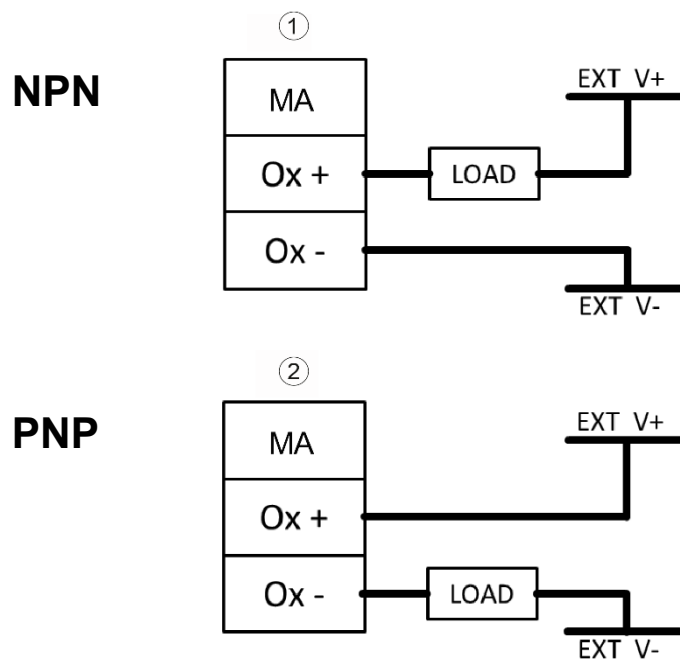 ①
NPN
MA
EXT V+
Ox +
LOAD
Ox -
EXT V-
②
PNP
MA
EXT V+
Ox +
Ox -
LOAD
EXT V-